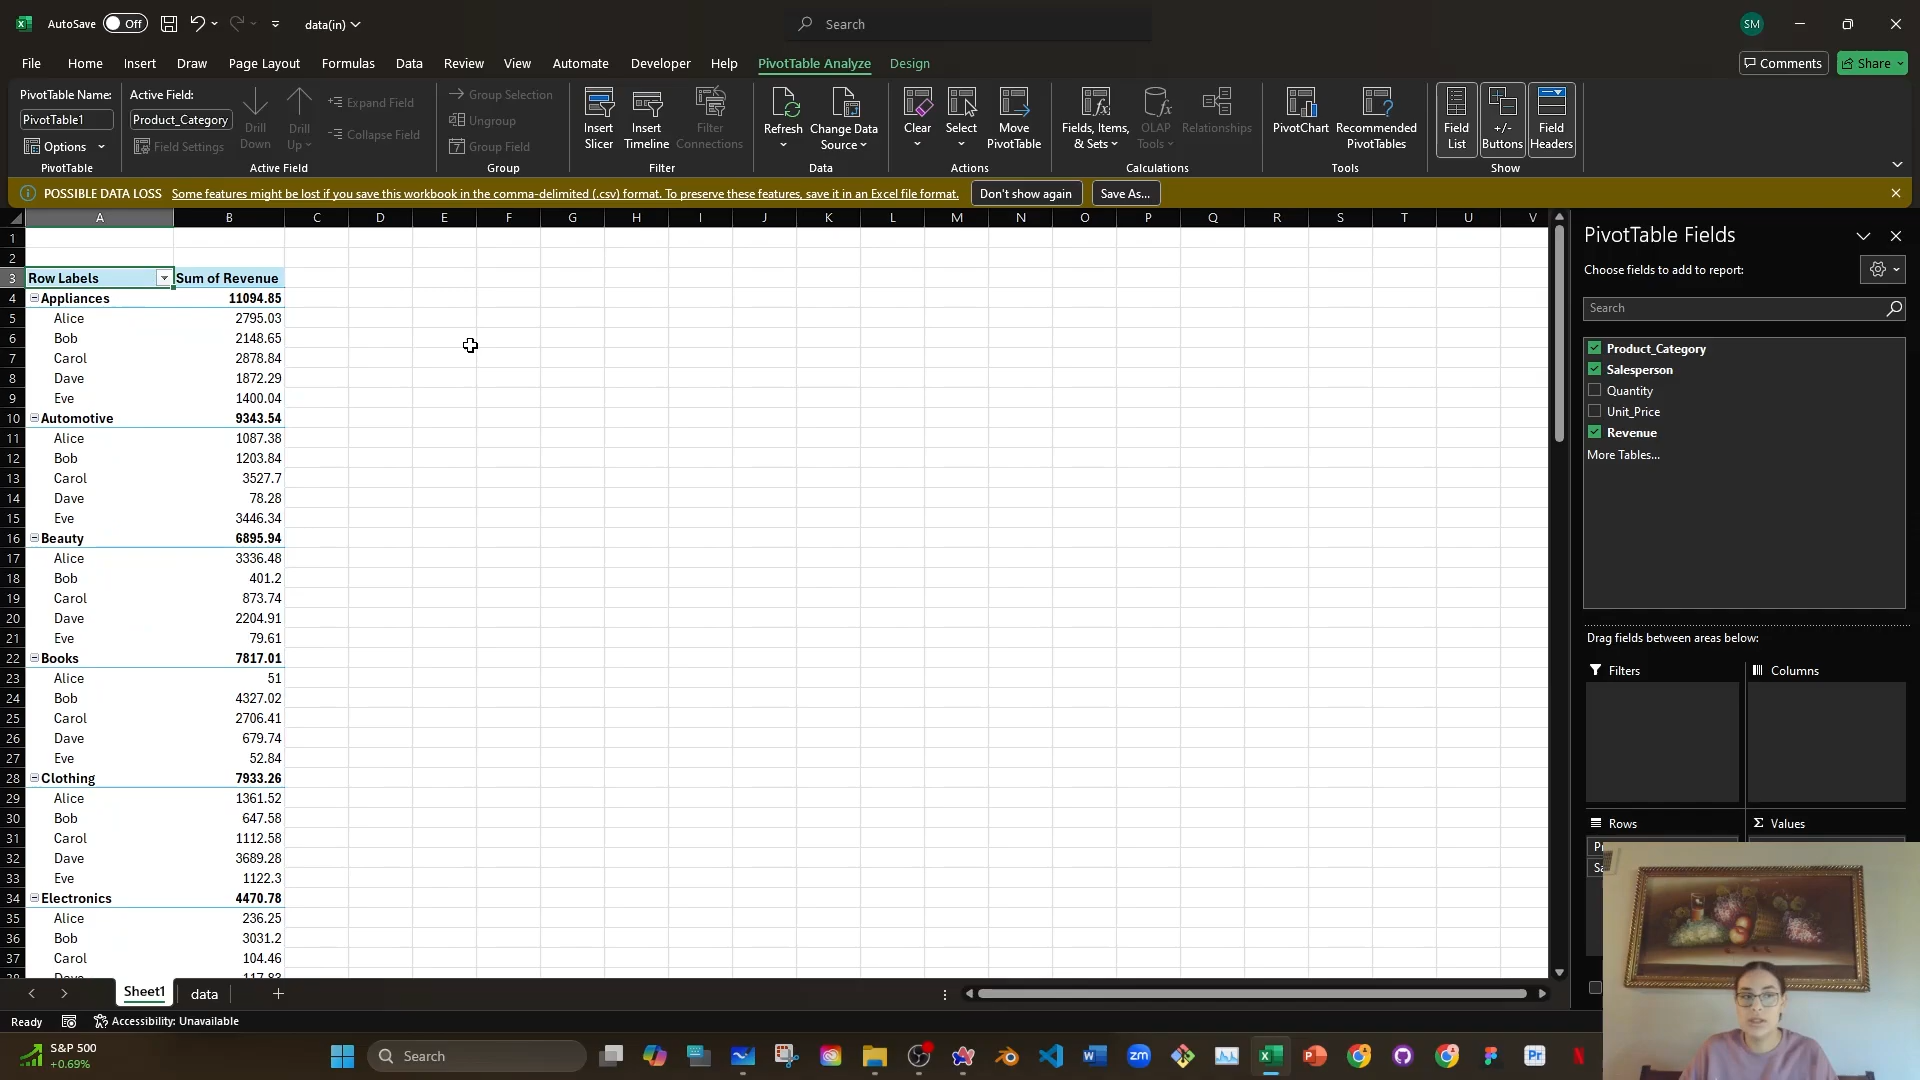 AutoSave Off data(in) Search SM
File Home Insert Draw Page Layout Formulas Data Review View Automate Developer Help PivotTable Analyze Design Comments Share
PivotTable Name:
PivotTable1
Options
PivotTable
Active Field:
Product_Category
Field Settings
Drill Down
Drill Up
Expand Field
Collapse Field
Active Field
Group Selection
Ungroup
Group Field
Group
Insert Slicer
Insert Timeline
Filter Connections
Filter
Refresh
Change Data Source
Data
Clear
Select
Move PivotTable
Actions
Fields, Items, & Sets
OLAP Tools
Relationships
Calculations
PivotChart
Recommended PivotTables
Tools
Field List
+/- Buttons
Field Headers
Show
POSSIBLE DATA LOSS Some features might be lost if you save this workbook in the comma-delimited (.csv) format. To preserve these features, save it in an Excel file format. Don't show again Save As...
A B C D E F G H I J K L M N O P Q R S T U V
1
2
3 Row Labels Sum of Revenue
4 Appliances 11094.85
5 Alice 2795.03
6 Bob 2148.65
7 Carol 2878.84
8 Dave 1872.29
9 Eve 1400.04
10 Automotive 9343.54
11 Alice 1087.38
12 Bob 1203.84
13 Carol 3527.7
14 Dave 78.28
15 Eve 3446.34
16 Beauty 6895.94
17 Alice 3336.48
18 Bob 401.2
19 Carol 873.74
20 Dave 2204.91
21 Eve 79.61
22 Books 7817.01
23 Alice 51
24 Bob 4327.02
25 Carol 2706.41
26 Dave 679.74
27 Eve 52.84
28 Clothing 7933.26
29 Alice 1361.52
30 Bob 647.58
31 Carol 1112.58
32 Dave 3689.28
33 Eve 1122.3
34 Electronics 4470.78
35 Alice 236.25
36 Bob 3031.2
37 Carol 104.46
38 Dave 117.83
PivotTable Fields
Choose fields to add to report:
Search
Product_Category
Salesperson
Quantity
Unit_Price
Revenue
More Tables...
Drag fields between areas below:
Filters Columns
Rows Σ Values
Sheet1 data
Ready Accessibility: Unavailable
S&P 500
+0.69%
Search